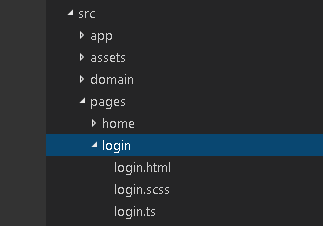 src
app
assets
domain
pages
home
login
login.html
login.scss
login.ts